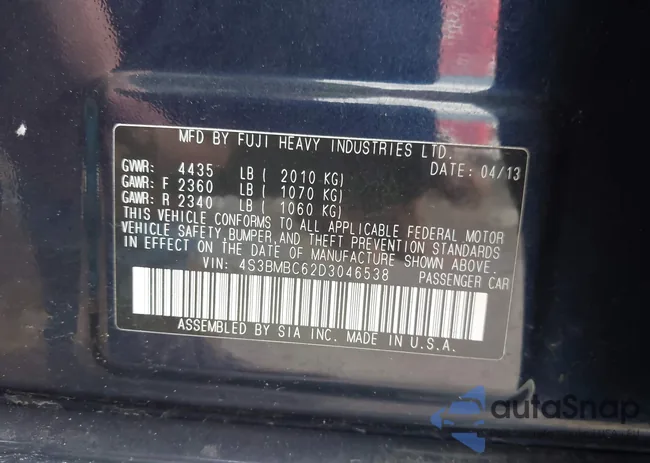 MFD BY FUJI HEAVY INDUSTRIES LTD.
GVWR: 4435 LB ( 2010 KG) DATE: 04/13
GAWR: F 2360 LB ( 1070 KG)
GAWR: R 2340 LB ( 1060 KG)
THIS VEHICLE CONFORMS TO ALL APPLICABLE FEDERAL MOTOR
VEHICLE SAFETY,BUMPER,AND THEFT PREVENTION STANDARDS
IN EFFECT ON THE DATE OF MANUFACTURE SHOWN ABOVE.
VIN: 4S3BMBC62D3046538 PASSENGER CAR
ASSEMBLED BY SIA INC. MADE IN U.S.A.
autoSnap